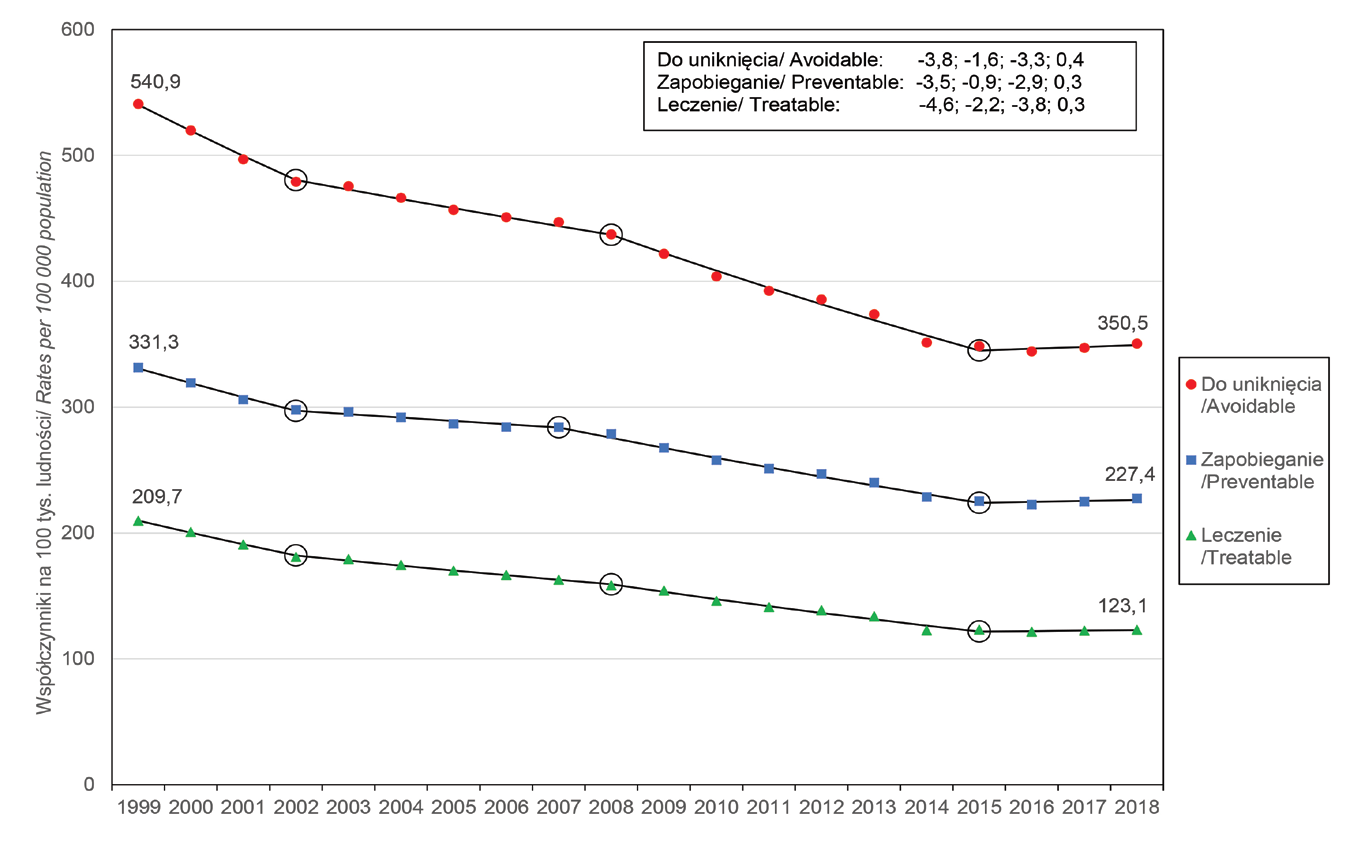 600
500
400
300
200
100
0
Współczynniki na 100 tys. ludności/ Rates per 100 000 population
Do uniknięcia/ Avoidable: -3,8; -1,6; -3,3; 0,4
Zapobieganie/ Preventable: -3,5; -0,9; -2,9; 0,3
Leczenie/ Treatable: -4,6; -2,2; -3,8; 0,3
540,9
350,5
331,3
227,4
209,7
123,1
1999 2000 2001 2002 2003 2004 2005 2006 2007 2008 2009 2010 2011 2012 2013 2014 2015 2016 2017 2018
Do uniknięcia
/Avoidable
Zapobieganie
/Preventable
Leczenie
/Treatable